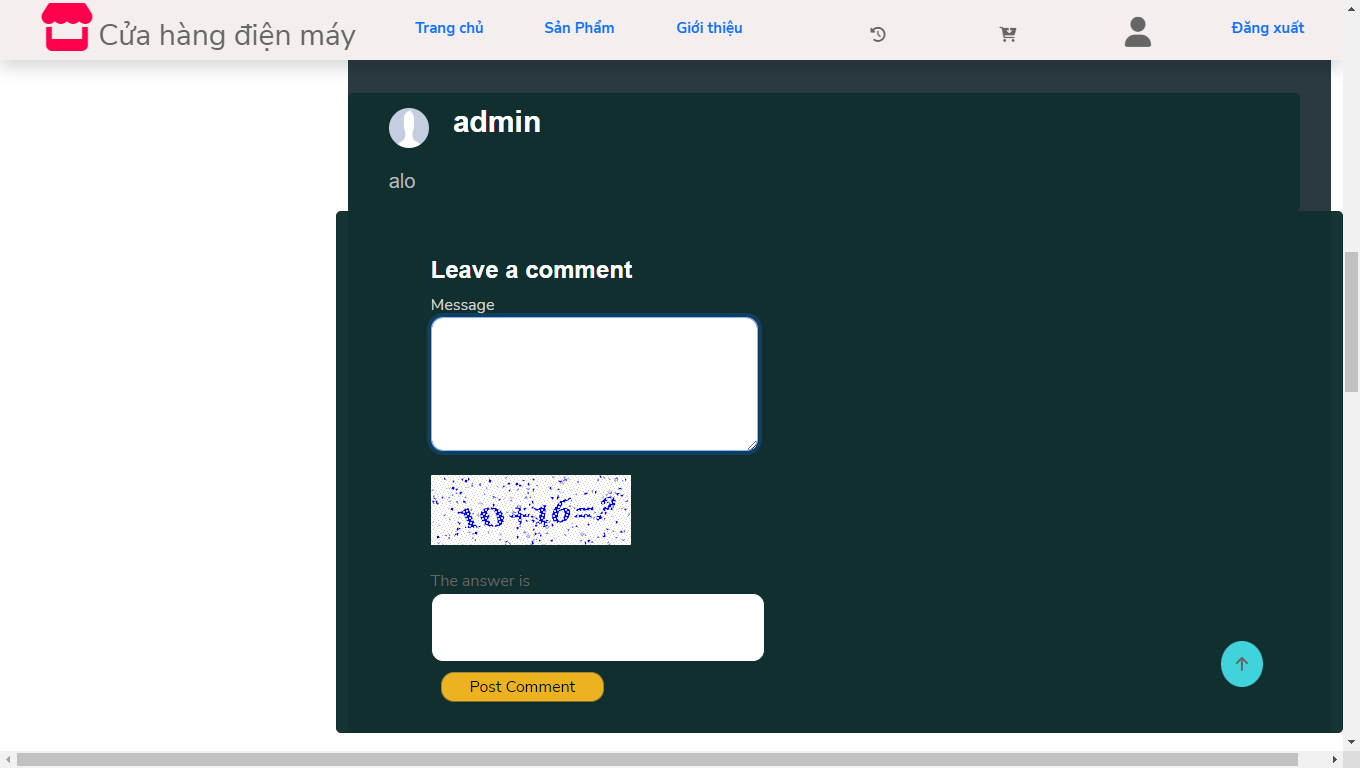 Cửa hàng điện máy
Trang chủ
Sản Phẩm
Giới thiệu
Đăng xuất
admin
alo
Leave a comment
Message
10+16=?
The answer is
Post Comment